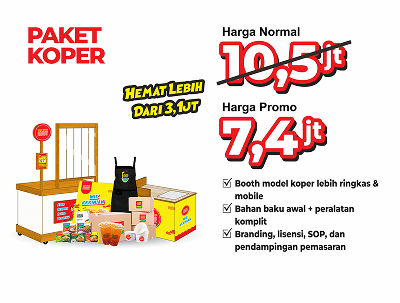 PAKET
KOPER
HEMAT LEBIH
DARI 3,1JT
Harga Normal
10,5jt
Harga Promo
7,4jt
Booth model koper lebih ringkas &
mobile
Bahan baku awal + peralatan
komplit
Branding, lisensi, SOP, dan
pendampingan pemasaran